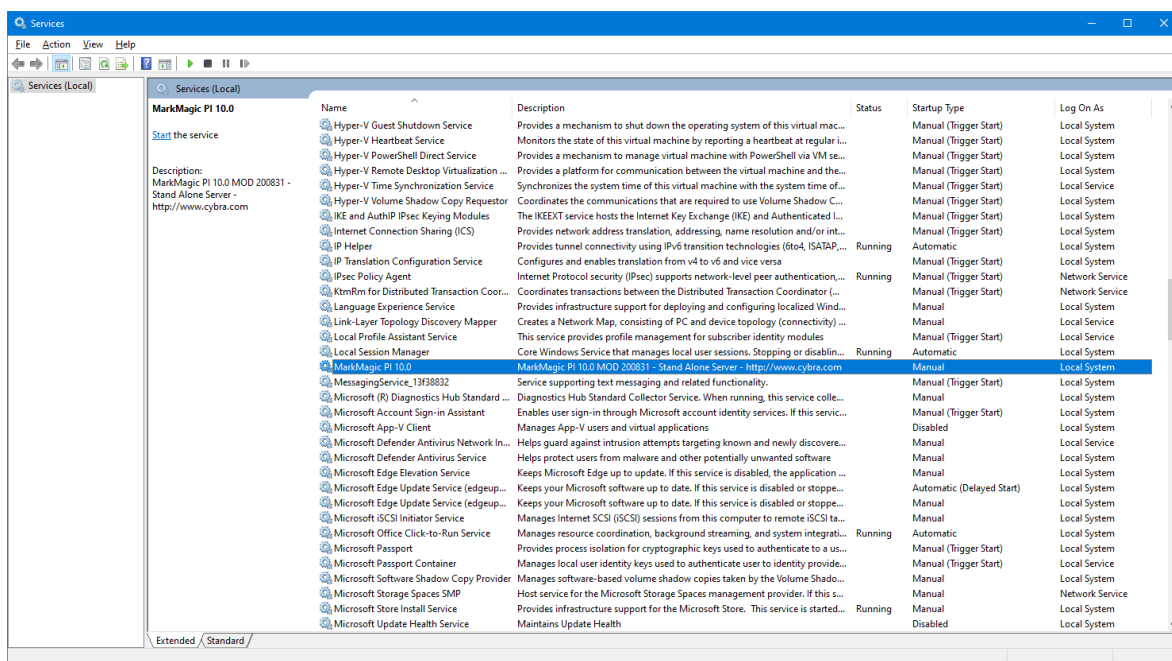 Services
File Action View Help
Services (Local)
Services (Local)
MarkMagic PI 10.0
Start the service
Description:
MarkMagic PI 10.0 MOD 200831 -
Stand Alone Server -
http://www.cybra.com
Name Description Status Startup Type Log On As
Hyper-V Guest Shutdown Service Provides a mechanism to shut down the operating system of this virtual mac... Manual (Trigger Start) Local System
Hyper-V Heartbeat Service Monitors the state of this virtual machine by reporting a heartbeat at regular i... Manual (Trigger Start) Local System
Hyper-V PowerShell Direct Service Provides a mechanism to manage virtual machine with PowerShell via VM se... Manual (Trigger Start) Local System
Hyper-V Remote Desktop Virtualization ... Provides a platform for communication between the virtual machine and the... Manual (Trigger Start) Local System
Hyper-V Time Synchronization Service Synchronizes the system time of this virtual machine with the system time of... Manual (Trigger Start) Local Service
Hyper-V Volume Shadow Copy Requestor Coordinates the communications that are required to use Volume Shadow C... Manual (Trigger Start) Local System
IKE and AuthIP IPsec Keying Modules The IKEEXT service hosts the Internet Key Exchange (IKE) and Authenticated I... Manual (Trigger Start) Local System
Internet Connection Sharing (ICS) Provides network address translation, addressing, name resolution and/or int... Manual (Trigger Start) Local System
IP Helper Provides tunnel connectivity using IPv6 transition technologies (6to4, ISATAP,... Running Automatic Local System
IP Translation Configuration Service Configures and enables translation from v4 to v6 and vice versa Manual (Trigger Start) Local System
IPsec Policy Agent Internet Protocol security (IPsec) supports network-level peer authentication,... Running Manual (Trigger Start) Network Service
KtmRm for Distributed Transaction Coor... Coordinates transactions between the Distributed Transaction Coordinator (... Manual (Trigger Start) Network Service
Language Experience Service Provides infrastructure support for deploying and configuring localized Wind... Manual Local System
Link-Layer Topology Discovery Mapper Creates a Network Map, consisting of PC and device topology (connectivity) ... Manual Local Service
Local Profile Assistant Service This service provides profile management for subscriber identity modules Manual (Trigger Start) Local Service
Local Session Manager Core Windows Service that manages local user sessions. Stopping or disablin... Running Automatic Local System
MarkMagic PI 10.0 MarkMagic PI 10.0 MOD 200831 - Stand Alone Server - http://www.cybra.com Manual Local System
MessagingService_13f38832 Service supporting text messaging and related functionality. Manual (Trigger Start) Local System
Microsoft (R) Diagnostics Hub Standard ... Diagnostics Hub Standard Collector Service. When running, this service colle... Manual Local System
Microsoft Account Sign-in Assistant Enables user sign-in through Microsoft account identity services. If this servic... Manual (Trigger Start) Local System
Microsoft App-V Client Manages App-V users and virtual applications Disabled Local System
Microsoft Defender Antivirus Network In... Helps guard against intrusion attempts targeting known and newly discovere... Manual Local Service
Microsoft Defender Antivirus Service Helps protect users from malware and other potentially unwanted software Manual Local System
Microsoft Edge Elevation Service Keeps Microsoft Edge up to update. If this service is disabled, the application ... Manual Local System
Microsoft Edge Update Service (edgeup... Keeps your Microsoft software up to date. If this service is disabled or stoppe... Automatic (Delayed Start) Local System
Microsoft Edge Update Service (edgeup... Keeps your Microsoft software up to date. If this service is disabled or stoppe... Manual Local System
Microsoft iSCSI Initiator Service Manages Internet SCSI (iSCSI) sessions from this computer to remote iSCSI ta... Manual Local System
Microsoft Office Click-to-Run Service Manages resource coordination, background streaming, and system integrati... Running Automatic Local System
Microsoft Passport Provides process isolation for cryptographic keys used to authenticate to a us... Manual (Trigger Start) Local System
Microsoft Passport Container Manages local user identity keys used to authenticate user to identity provide... Manual (Trigger Start) Local Service
Microsoft Software Shadow Copy Provider Manages software-based volume shadow copies taken by the Volume Shado... Manual Local System
Microsoft Storage Spaces SMP Host service for the Microsoft Storage Spaces management provider. If this s... Manual Network Service
Microsoft Store Install Service Provides infrastructure support for the Microsoft Store. This service is started... Running Manual Local System
Microsoft Update Health Service Maintains Update Health Disabled Local System
Extended Standard